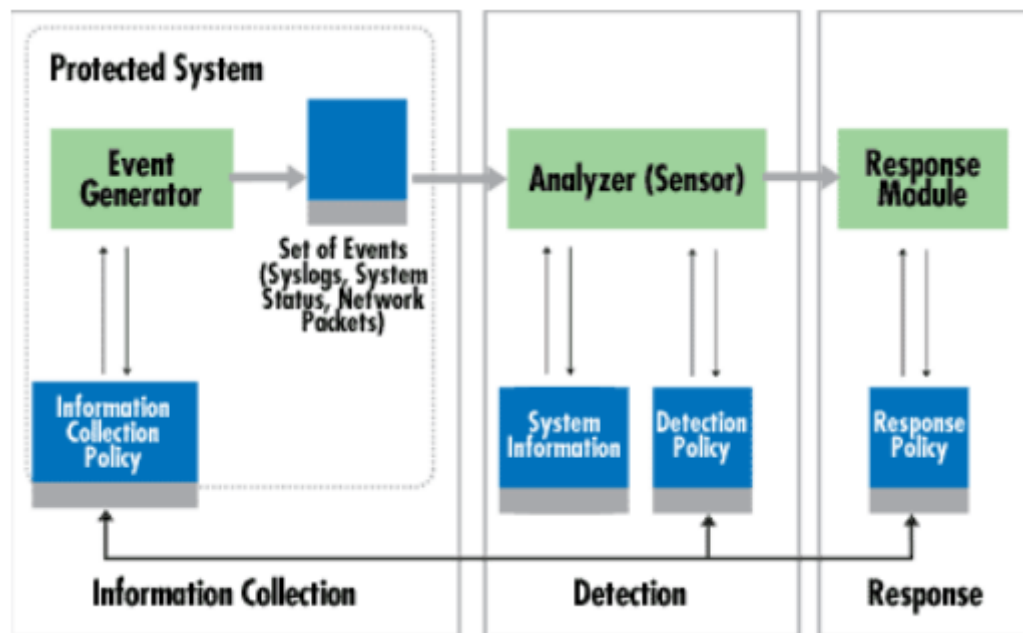 Protected System
Event
Generator
Set of Events
(Syslogs, System
Status, Network
Packets)
Information
Collection
Policy
Information Collection
Analyzer (Sensor)
System
Information
Detection
Policy
Detection
Response
Module
Response
Policy
Response